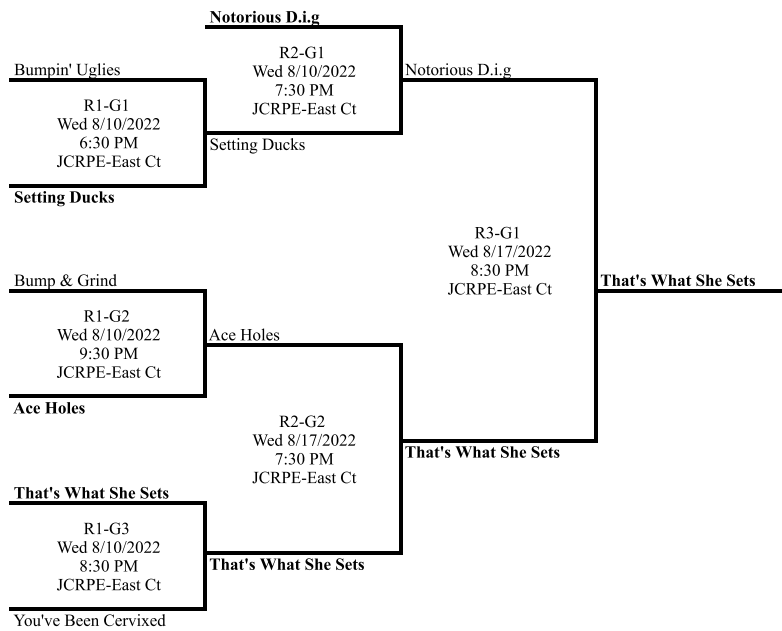 Notorious D.i.g
R2-G1
Wed 8/10/2022
7:30 PM
JCRPE-East Ct
Bumpin' Uglies
Notorious D.i.g
R1-G1
Wed 8/10/2022
6:30 PM
JCRPE-East Ct
Setting Ducks
Setting Ducks
R3-G1
Wed 8/17/2022
8:30 PM
JCRPE-East Ct
That's What She Sets
Bump & Grind
R1-G2
Wed 8/10/2022
9:30 PM
JCRPE-East Ct
Ace Holes
Ace Holes
R2-G2
Wed 8/17/2022
7:30 PM
JCRPE-East Ct
That's What She Sets
That's What She Sets
R1-G3
Wed 8/10/2022
8:30 PM
JCRPE-East Ct
That's What She Sets
You've Been Cervixed